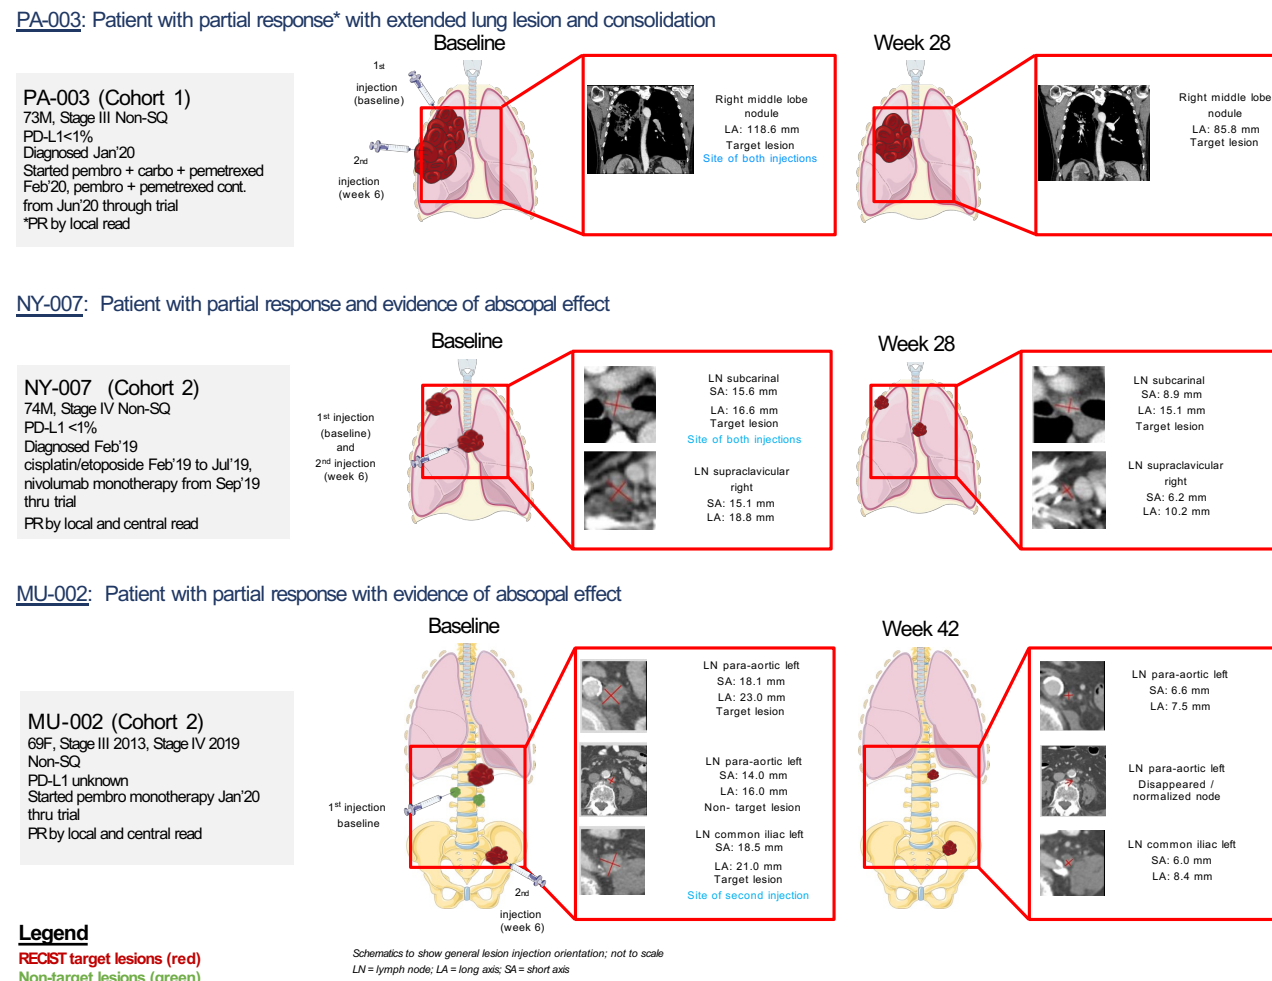 PA-003: Patient with partial response* with extended lung lesion and consolidation
Baseline
Week 28
PA-003 (Cohort 1)
73M, Stage III Non-SQ
PD-L1<1%
Diagnosed Jan'20
Started pembro + carbo + pemetrexed
Feb'20, pembro + pemetrexed cont.
from Jun'20 through trial
*PR by local read
1st
injection
(baseline)
2nd
injection
(week 6)
Right middle lobe
nodule
LA: 118.6 mm
Target lesion
Site of both injections
Right middle lobe
nodule
LA: 85.8 mm
Target lesion
NY-007: Patient with partial response and evidence of abscopal effect
Baseline
Week 28
NY-007 (Cohort 2)
74M, Stage IV Non-SQ
PD-L1 <1%
Diagnosed Feb'19
cisplatin/etoposide Feb'19 to Jul'19,
nivolumab monotherapy from Sep'19
thru trial
PR by local and central read
1st injection
(baseline)
and
2nd injection
(week 6)
LN subcarinal
SA: 15.6 mm
LA: 16.6 mm
Target lesion
Site of both injections
LN supraclavicular
right
SA: 15.1 mm
LA: 18.8 mm
LN subcarinal
SA: 8.9 mm
LA: 15.1 mm
Target lesion
LN supraclavicular
right
SA: 6.2 mm
LA: 10.2 mm
MU-002: Patient with partial response with evidence of abscopal effect
Baseline
Week 42
MU-002 (Cohort 2)
69F, Stage III 2013, Stage IV 2019
Non-SQ
PD-L1 unknown
Started pembro monotherapy Jan'20
thru trial
PR by local and central read
1st injection
baseline
2nd
injection
(week 6)
LN para-aortic left
SA: 18.1 mm
LA: 23.0 mm
Target lesion
LN para-aortic left
SA: 14.0 mm
LA: 16.0 mm
Non- target lesion
LN common iliac left
SA: 18.5 mm
LA: 21.0 mm
Target lesion
Site of second injection
LN para-aortic left
SA: 6.6 mm
LA: 7.5 mm
LN para-aortic left
Disappeared /
normalized node
LN common iliac left
SA: 6.0 mm
LA: 8.4 mm
Legend
RECIST target lesions (red)
Non-target lesions (green)
Schematics to show general lesion injection orientation; not to scale
LN = lymph node; LA = long axis; SA = short axis